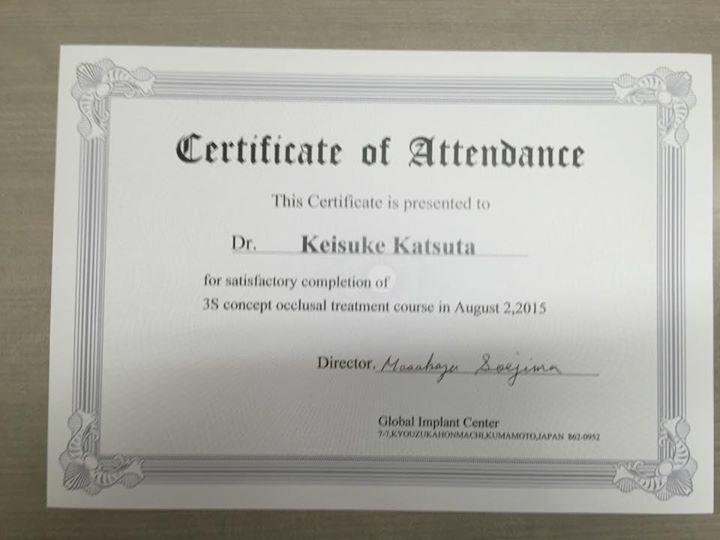 Certificate of Attendance
This Certificate is presented to
Dr. Keisuke Katsuta
for satisfactory completion of
3S concept occlusal treatment course in August 2,2015
Director. Masahazu Soejima
Global Implant Center
7-7,KYOUZUKAHONMACHI,KUMAMOTO,JAPAN 862-0952